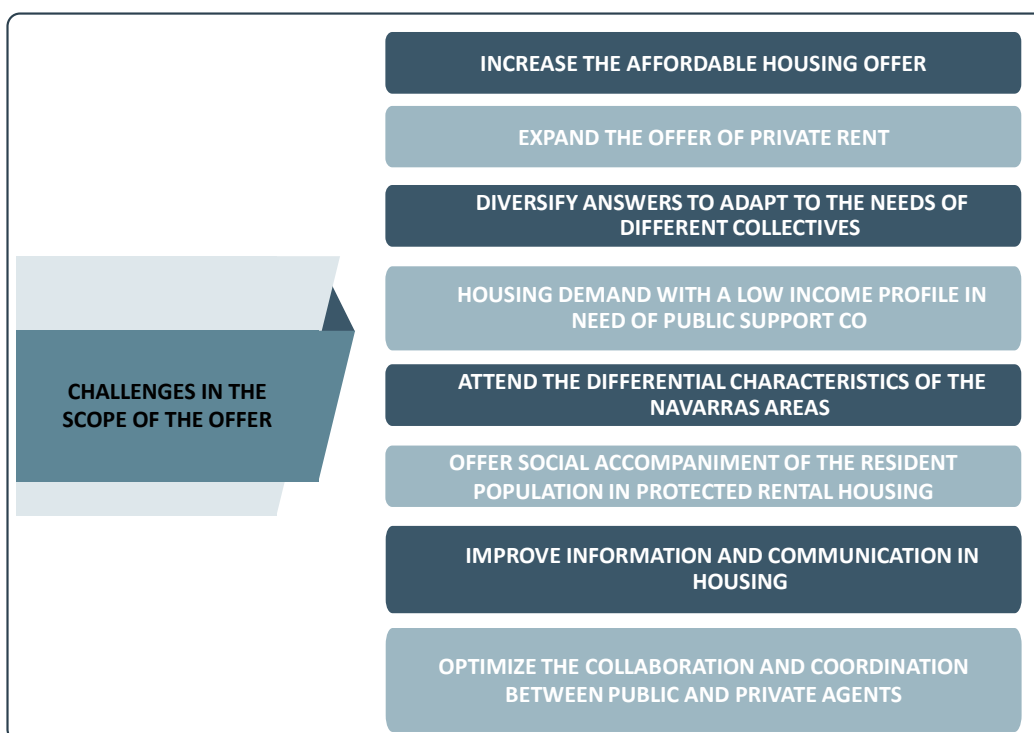 INCREASE THE AFFORDABLE HOUSING OFFER
EXPAND THE OFFER OF PRIVATE RENT
DIVERSIFY ANSWERS TO ADAPT TO THE NEEDS OF
DIFFERENT COLLECTIVES
HOUSING DEMAND WITH A LOW INCOME PROFILE IN
NEED OF PUBLIC SUPPORT CO
CHALLENGES IN THE
SCOPE OF THE OFFER
ATTEND THE DIFFERENTIAL CHARACTERISTICS OF THE
NAVARRAS AREAS
OFFER SOCIAL ACCOMPANIMENT OF THE RESIDENT
POPULATION IN PROTECTED RENTAL HOUSING
IMPROVE INFORMATION AND COMMUNICATION IN
HOUSING
OPTIMIZE THE COLLABORATION AND COORDINATION
BETWEEN PUBLIC AND PRIVATE AGENTS